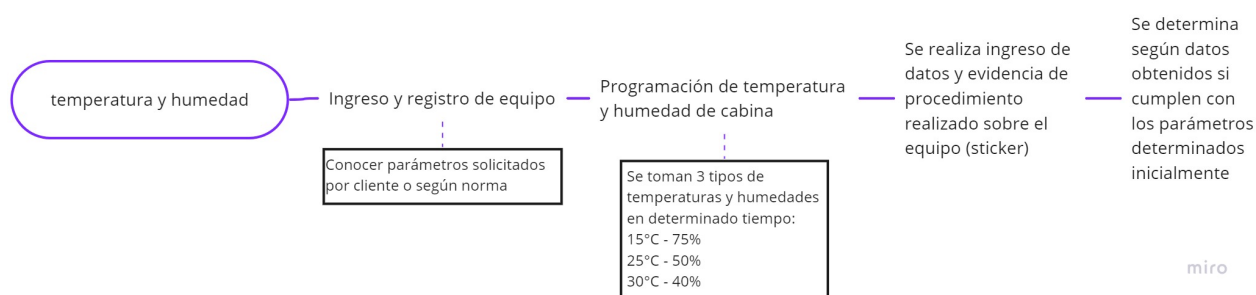 temperatura y humedad
Ingreso y registro de equipo
Conocer parámetros solicitados
por cliente o según norma
Programación de temperatura
y humedad de cabina
Se toman 3 tipos de
temperaturas y humedades
en determinado tiempo:
15°C - 75%
25°C - 50%
30°C - 40%
Se realiza ingreso de
datos y evidencia de
procedimiento
realizado sobre el
equipo (sticker)
Se determina
según datos
obtenidos si
cumplen con
los parámetros
determinados
inicialmente
miro